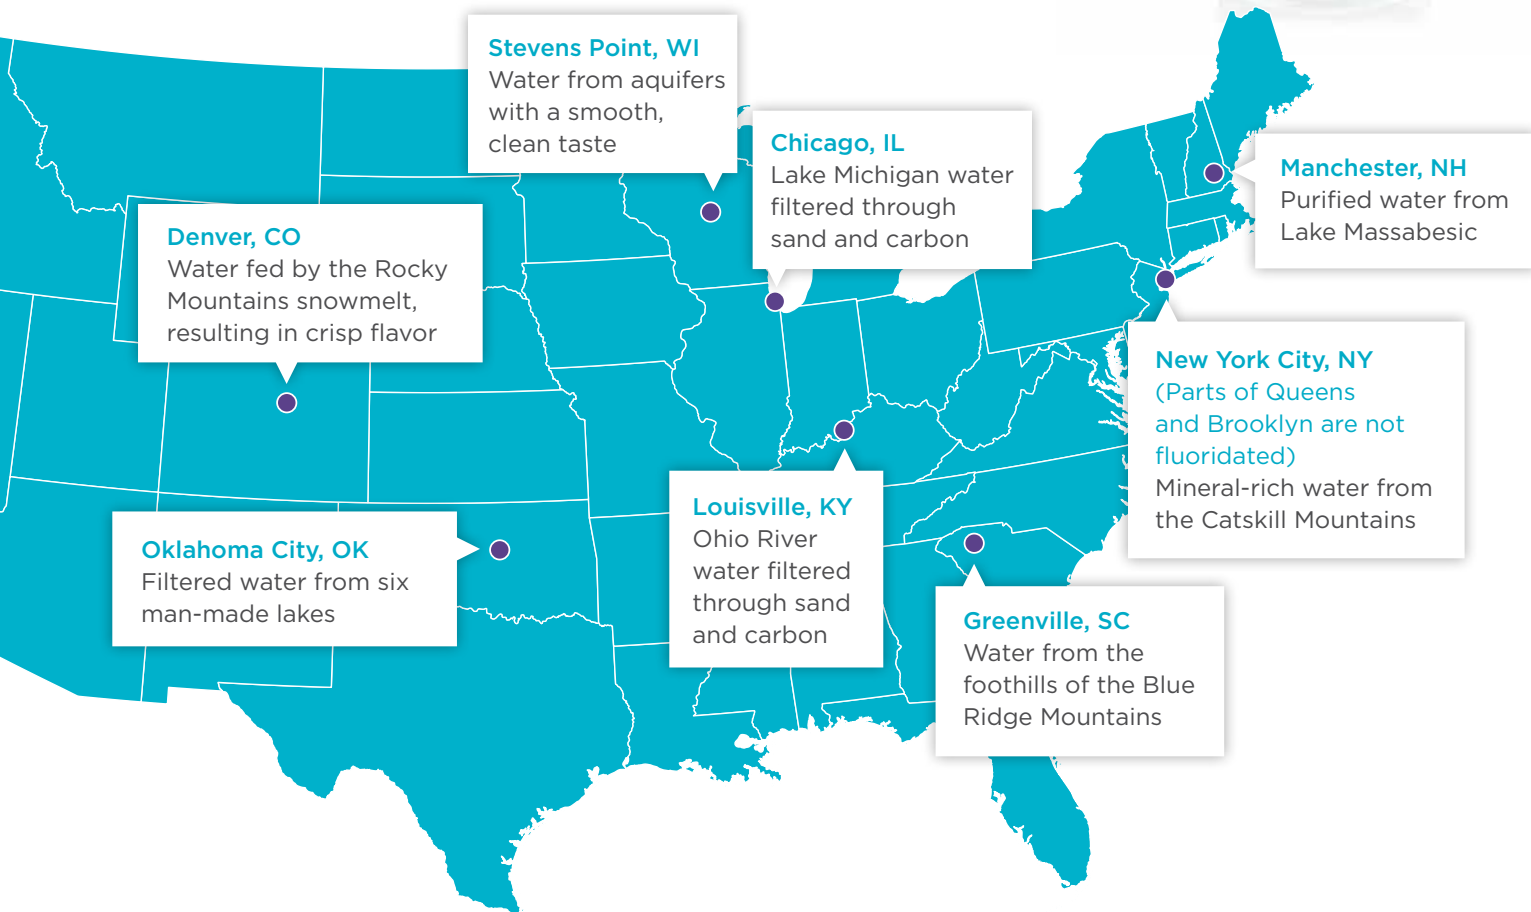 Stevens Point, WI
Water from aquifers
with a smooth,
clean taste
Chicago, IL
Lake Michigan water
filtered through
sand and carbon
Manchester, NH
Purified water from
Lake Massabesic
Denver, CO
Water fed by the Rocky
Mountains snowmelt,
resulting in crisp flavor
New York City, NY
(Parts of Queens
and Brooklyn are not
fluoridated)
Mineral-rich water from
the Catskill Mountains
Louisville, KY
Ohio River
water filtered
through sand
and carbon
Oklahoma City, OK
Filtered water from six
man-made lakes
Greenville, SC
Water from the
foothills of the Blue
Ridge Mountains